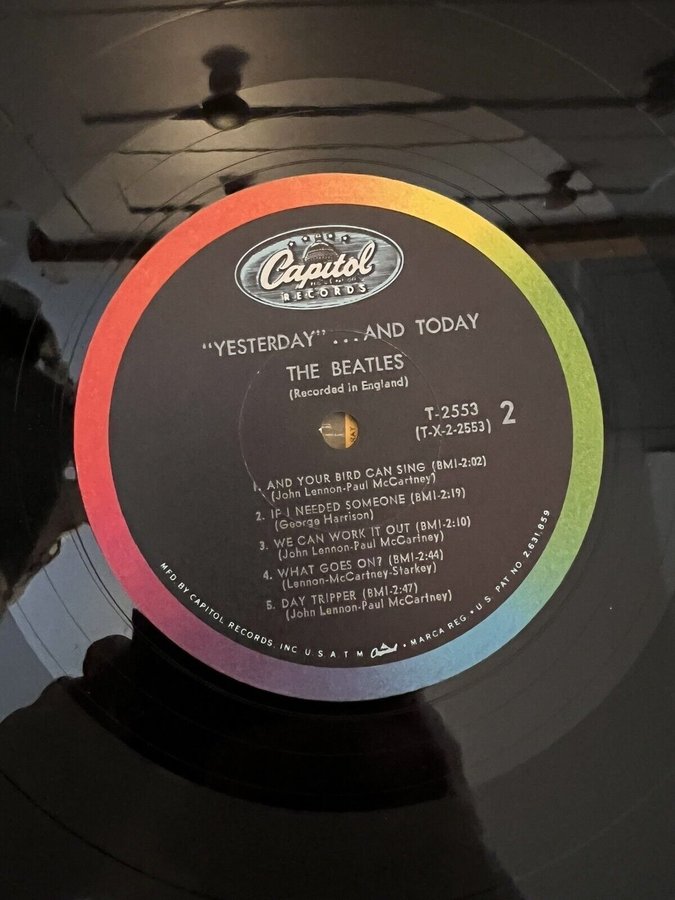 Capitol
RECORDS
"YESTERDAY" ...AND TODAY
THE BEATLES
(Recorded in England)
T-2553
(T-X-2-2553)
2
1. AND YOUR BIRD CAN SING (BMI-2:02)
(John Lennon-Paul McCartney)
2. IF I NEEDED SOMEONE (BMI-2:19)
(George Harrison)
3. WE CAN WORK IT OUT (BMI-2:10)
(John Lennon-Paul McCartney)
4. WHAT GOES ON? (BMI-2:44)
(Lennon-McCartney-Starkey)
5. DAY TRIPPER (BMI-2:47)
(John Lennon-Paul McCartney)
MFD BY CAPITOL RECORDS, INC U.S.A T M Capitol • MARCA REG • U.S. PAT NO 2,631,859